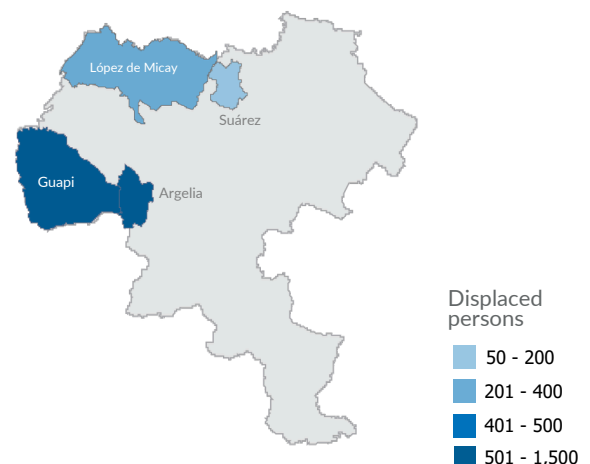 López de Micay
Suárez
Guapi
Argelia
Displaced
persons
50 - 200
201 - 400
401 - 500
501 - 1,500